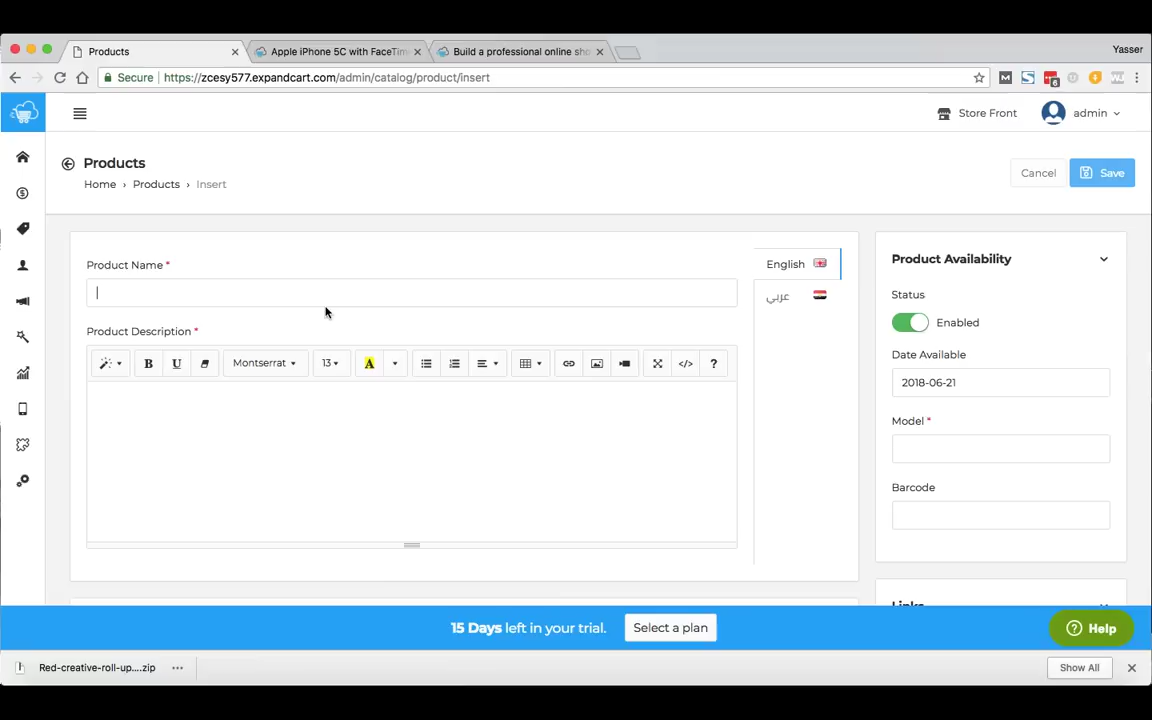 Products
Apple iPhone 5C with FaceTim
Build a professional online sho
Yasser
Secure
https://zcesy577.expandcart.com/admin/catalog/product/insert
6
Store Front
admin
Products
Home › Products › Insert
Cancel
Save
Product Name *
English
عربي
Product Description *
B
U
Montserrat
13
A
</>
?
Product Availability
Status
Enabled
Date Available
2018-06-21
Model *
Barcode
15 Days left in your trial.
Select a plan
Help
Red-creative-roll-up....zip
Show All